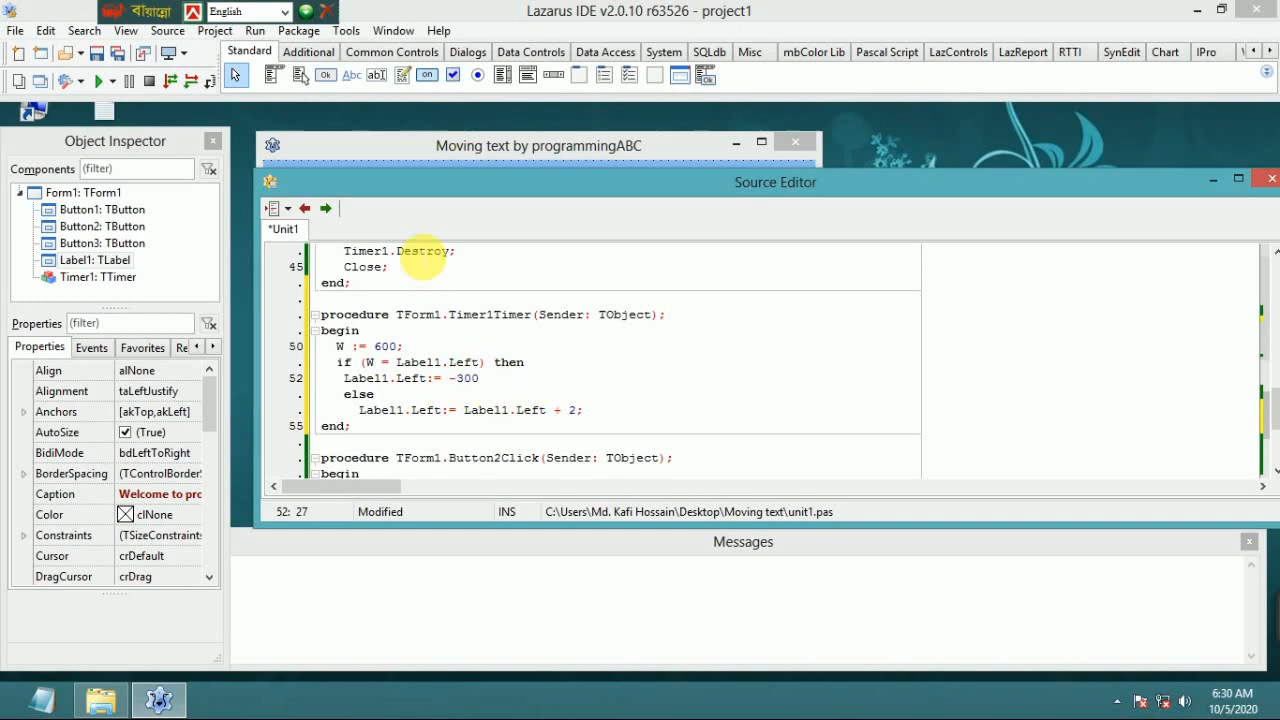 বায়ান্নো English Lazarus IDE v2.0.10 r63526 - project1
File Edit Search View Source Project Run Package Tools Window Help
Standard Additional Common Controls Dialogs Data Controls Data Access System SQLdb Misc mbColor Lib Pascal Script LazControls LazReport RTTI SynEdit Chart IPro
Ok Abc abI on Ok
Object Inspector
Components (filter)
Form1: TForm1
Button1: TButton
Button2: TButton
Button3: TButton
Label1: TLabel
Timer1: TTimer
Properties (filter)
Properties Events Favorites Re
Align alNone
Alignment taLeftJustify
Anchors [akTop,akLeft]
AutoSize (True)
BidiMode bdLeftToRight
BorderSpacing (TControlBorderS
Caption Welcome to pro
Color clNone
Constraints (TSizeConstraints
Cursor crDefault
DragCursor crDrag
Moving text by programmingABC
Source Editor
*Unit1
. Timer1.Destroy;
45 Close;
. end;
.
. procedure TForm1.Timer1Timer(Sender: TObject);
. begin
50 W := 600;
. if (W = Label1.Left) then
52 Label1.Left:= -300
. else
. Label1.Left:= Label1.Left + 2;
55 end;
.
. procedure TForm1.Button2Click(Sender: TObject);
. begin
52: 27 Modified INS C:\Users\Md. Kafi Hossain\Desktop\Moving text\unit1.pas
Messages
6:30 AM
10/5/2020